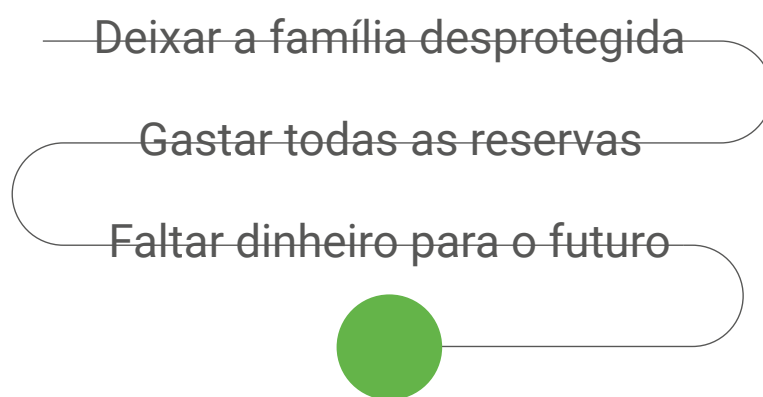 Deixar a família desprotegida
Gastar todas as reservas
Faltar dinheiro para o futuro